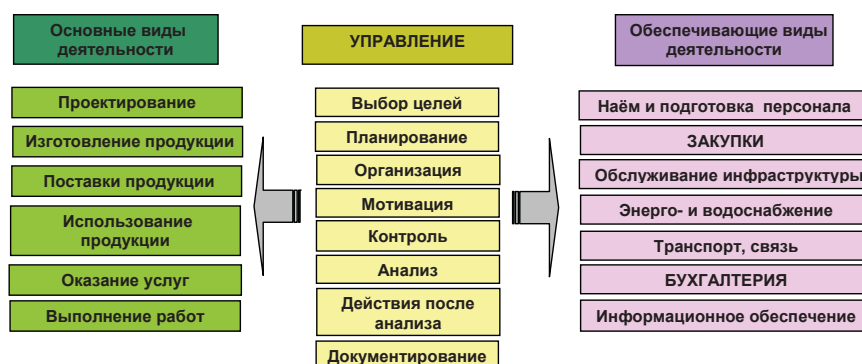 Основные виды
деятельности
Проектирование
Изготовление продукции
Поставки продукции
Использование
продукции
Оказание услуг
Выполнение работ
УПРАВЛЕНИЕ
Выбор целей
Планирование
Организация
Мотивация
Контроль
Анализ
Действия после
анализа
Документирование
Обеспечивающие виды
деятельности
Наём и подготовка персонала
ЗАКУПКИ
Обслуживание инфраструктуры
Энерго- и водоснабжение
Транспорт, связь
БУХГАЛТЕРИЯ
Информационное обеспечение